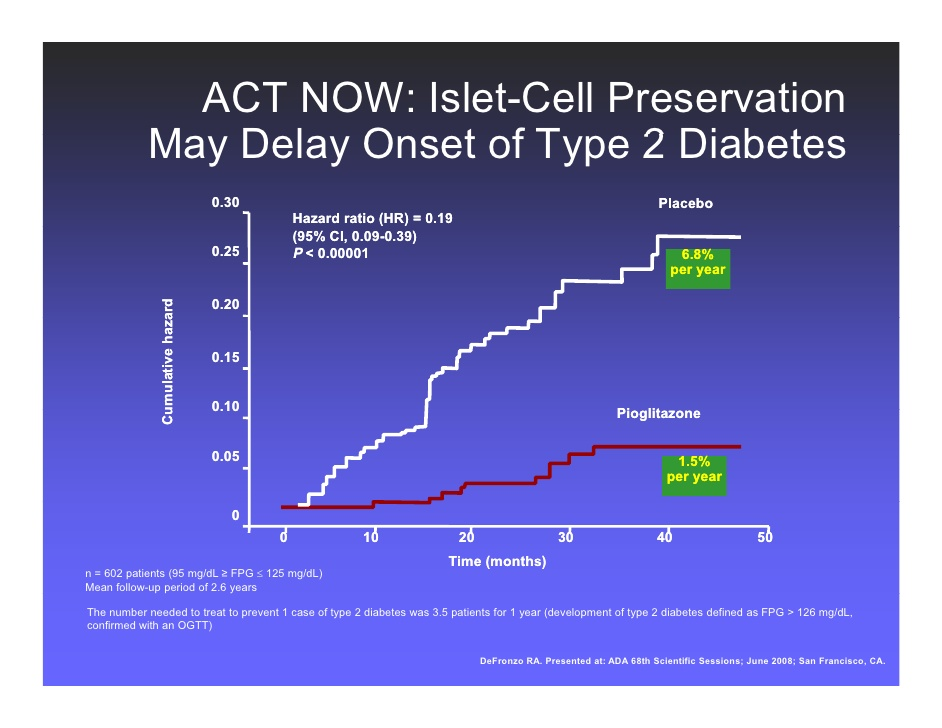 ACT NOW: Islet-Cell Preservation
May Delay Onset of Type 2 Diabetes
Cumulative hazard
0.30
0.25
0.20
0.15
0.10
0.05
0
Hazard ratio (HR) = 0.19
(95% CI, 0.09-0.39)
P < 0.00001
Placebo
6.8%
per year
Pioglitazone
1.5%
per year
0 10 20 30 40 50
Time (months)
n = 602 patients (95 mg/dL ≥ FPG ≤ 125 mg/dL)
Mean follow-up period of 2.6 years
The number needed to treat to prevent 1 case of type 2 diabetes was 3.5 patients for 1 year (development of type 2 diabetes defined as FPG > 126 mg/dL,
confirmed with an OGTT)
DeFronzo RA. Presented at: ADA 68th Scientific Sessions; June 2008; San Francisco, CA.